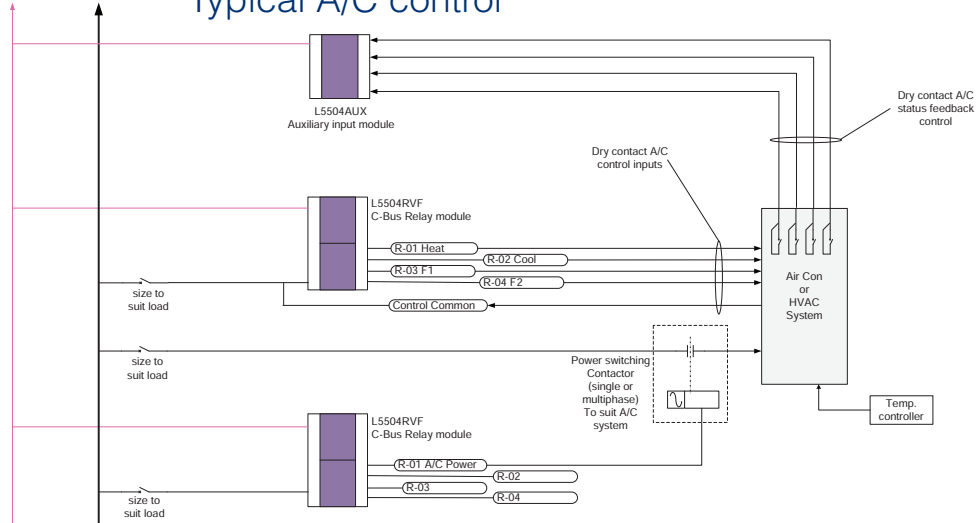 Typical A/C control
L5504AUX
Auxiliary input module
Dry contact A/C
status feedback
control
Dry contact A/C
control inputs
L5504RVF
C-Bus Relay module
R-01 Heat
R-02 Cool
R-03 F1
R-04 F2
Control Common
size to
suit load
Air Con
or
HVAC
System
size to
suit load
Power switching
Contactor
(single or
multiphase)
To suit A/C
system
Temp.
controller
L5504RVF
C-Bus Relay module
R-01 A/C Power
R-02
R-03
R-04
size to
suit load